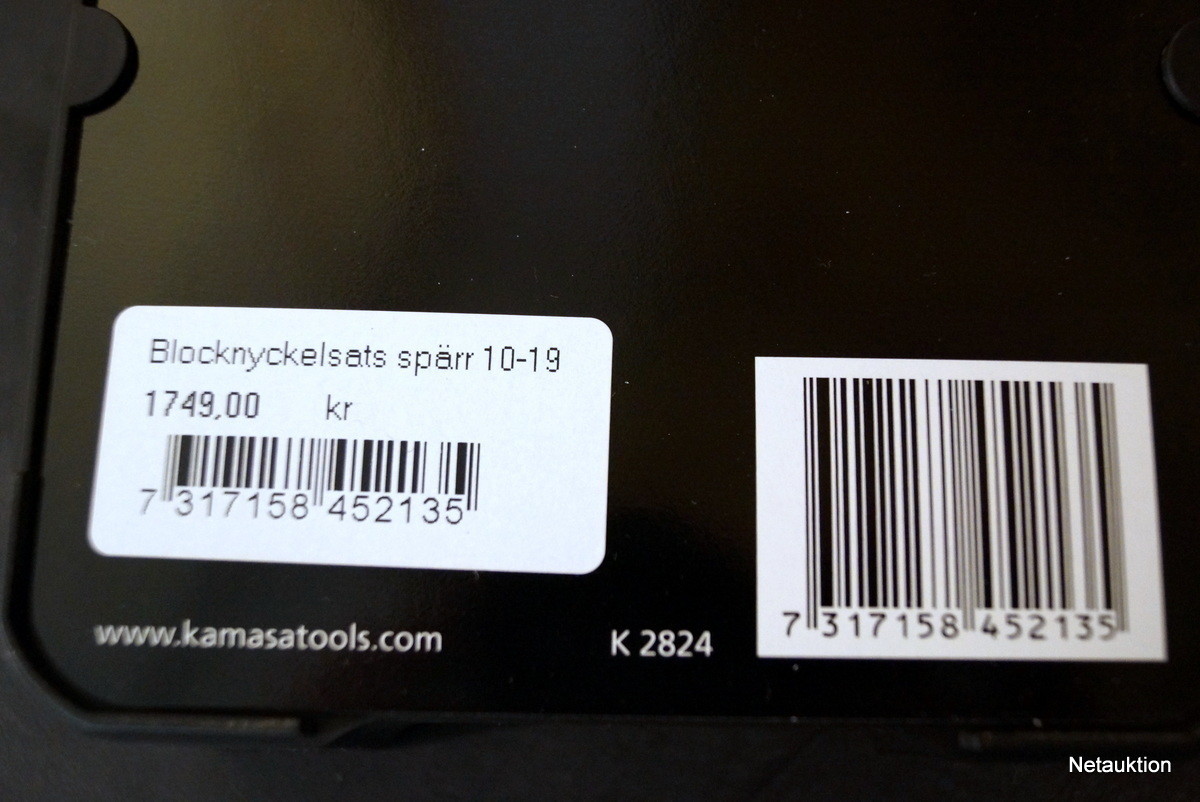 Blocknyckelsats spärr 10-19
1749,00 kr
7 317158 452135
www.kamasatools.com
K 2824
7 317158 452135
Netauktion